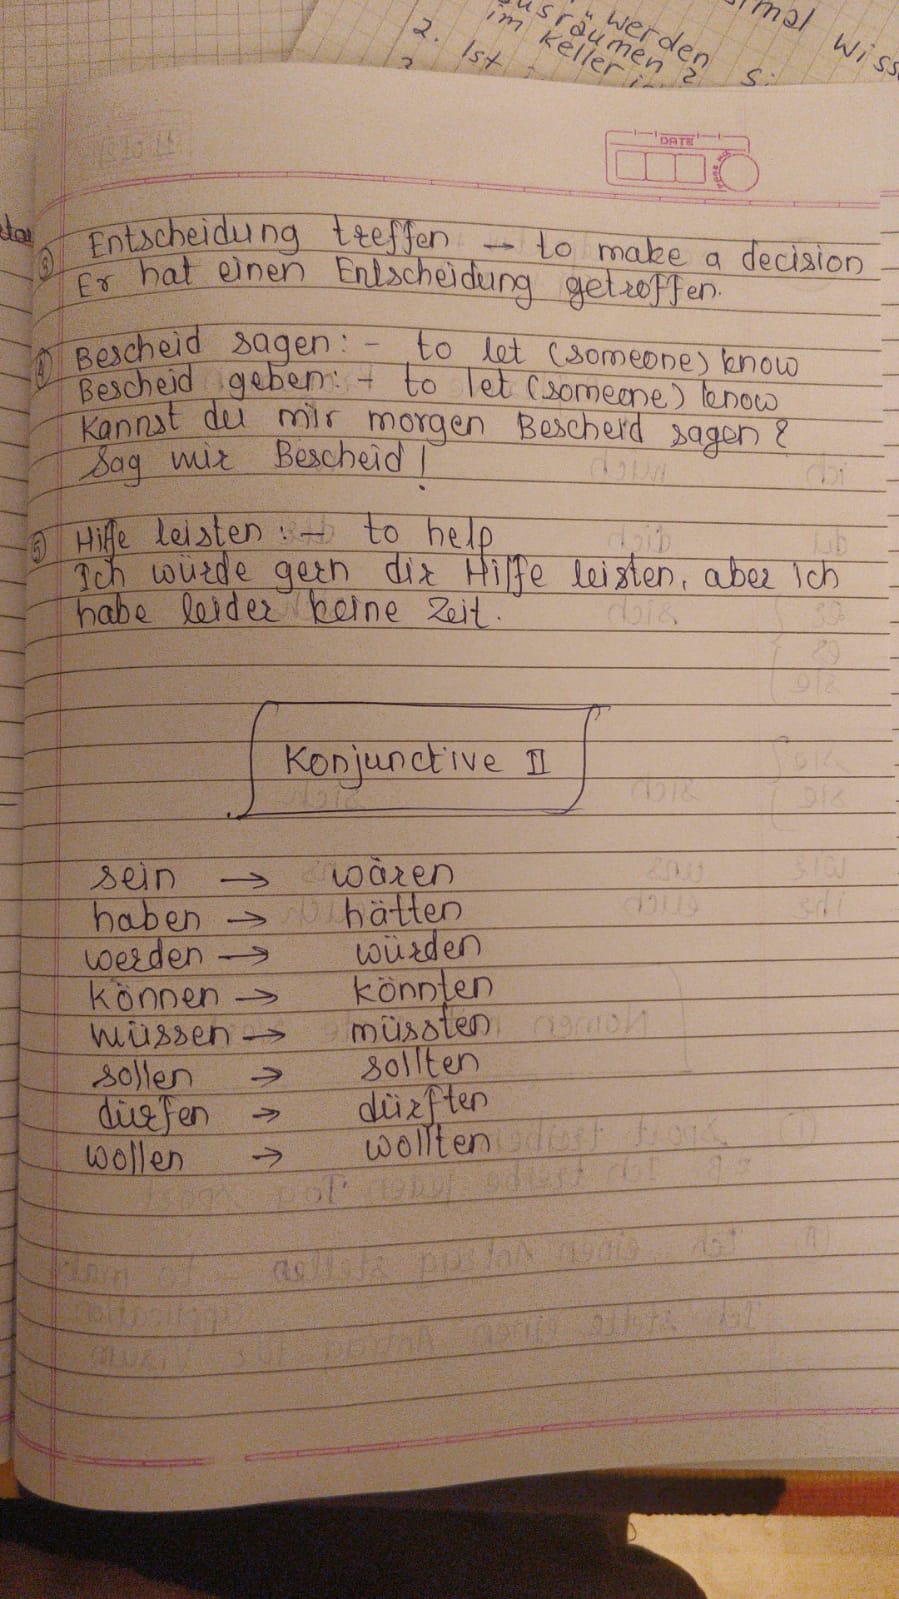 werden
ausräumen?
im Keller
2. Ist
DATE
③ Entscheidung treffen → to make a decision
Er hat einen Entscheidung getroffen.
④ Bescheid sagen: - to let (someone) know
Bescheid geben: - to let (someone) know
Kannst du mir morgen Bescheid sagen?
Sag mir Bescheid!
⑤ Hilfe leisten: → to help
Ich würde gern dir Hilfe leisten, aber ich
habe leider keine Zeit.
Konjunctive II
sein → wären
haben → hätten
werden → würden
können → könnten
müssen → müssten
sollen → sollten
dürfen → dürften
wollen → wollten